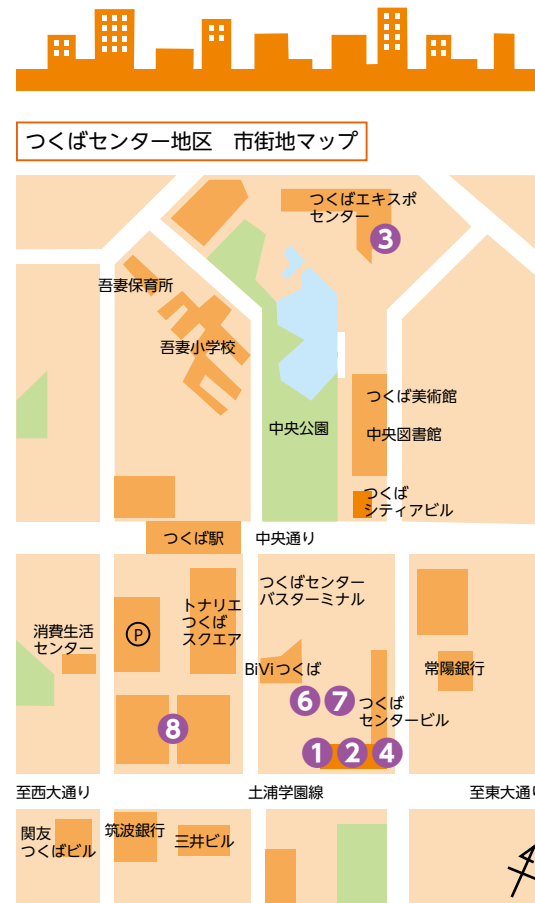 つくばセンター地区　市街地マップ
つくばエキスポ
センター
3
吾妻保育所
吾妻小学校
つくば美術館
中央公園
中央図書館
つくば
シティアビル
つくば駅
中央通り
つくばセンター
バスターミナル
トナリエ
つくば
スクエア
P
消費生活
センター
BiViつくば
常陽銀行
6 7
つくば
センタービル
8
1 2 4
至西大通り
土浦学園線
至東大通り
関友
つくばビル
筑波銀行
三井ビル